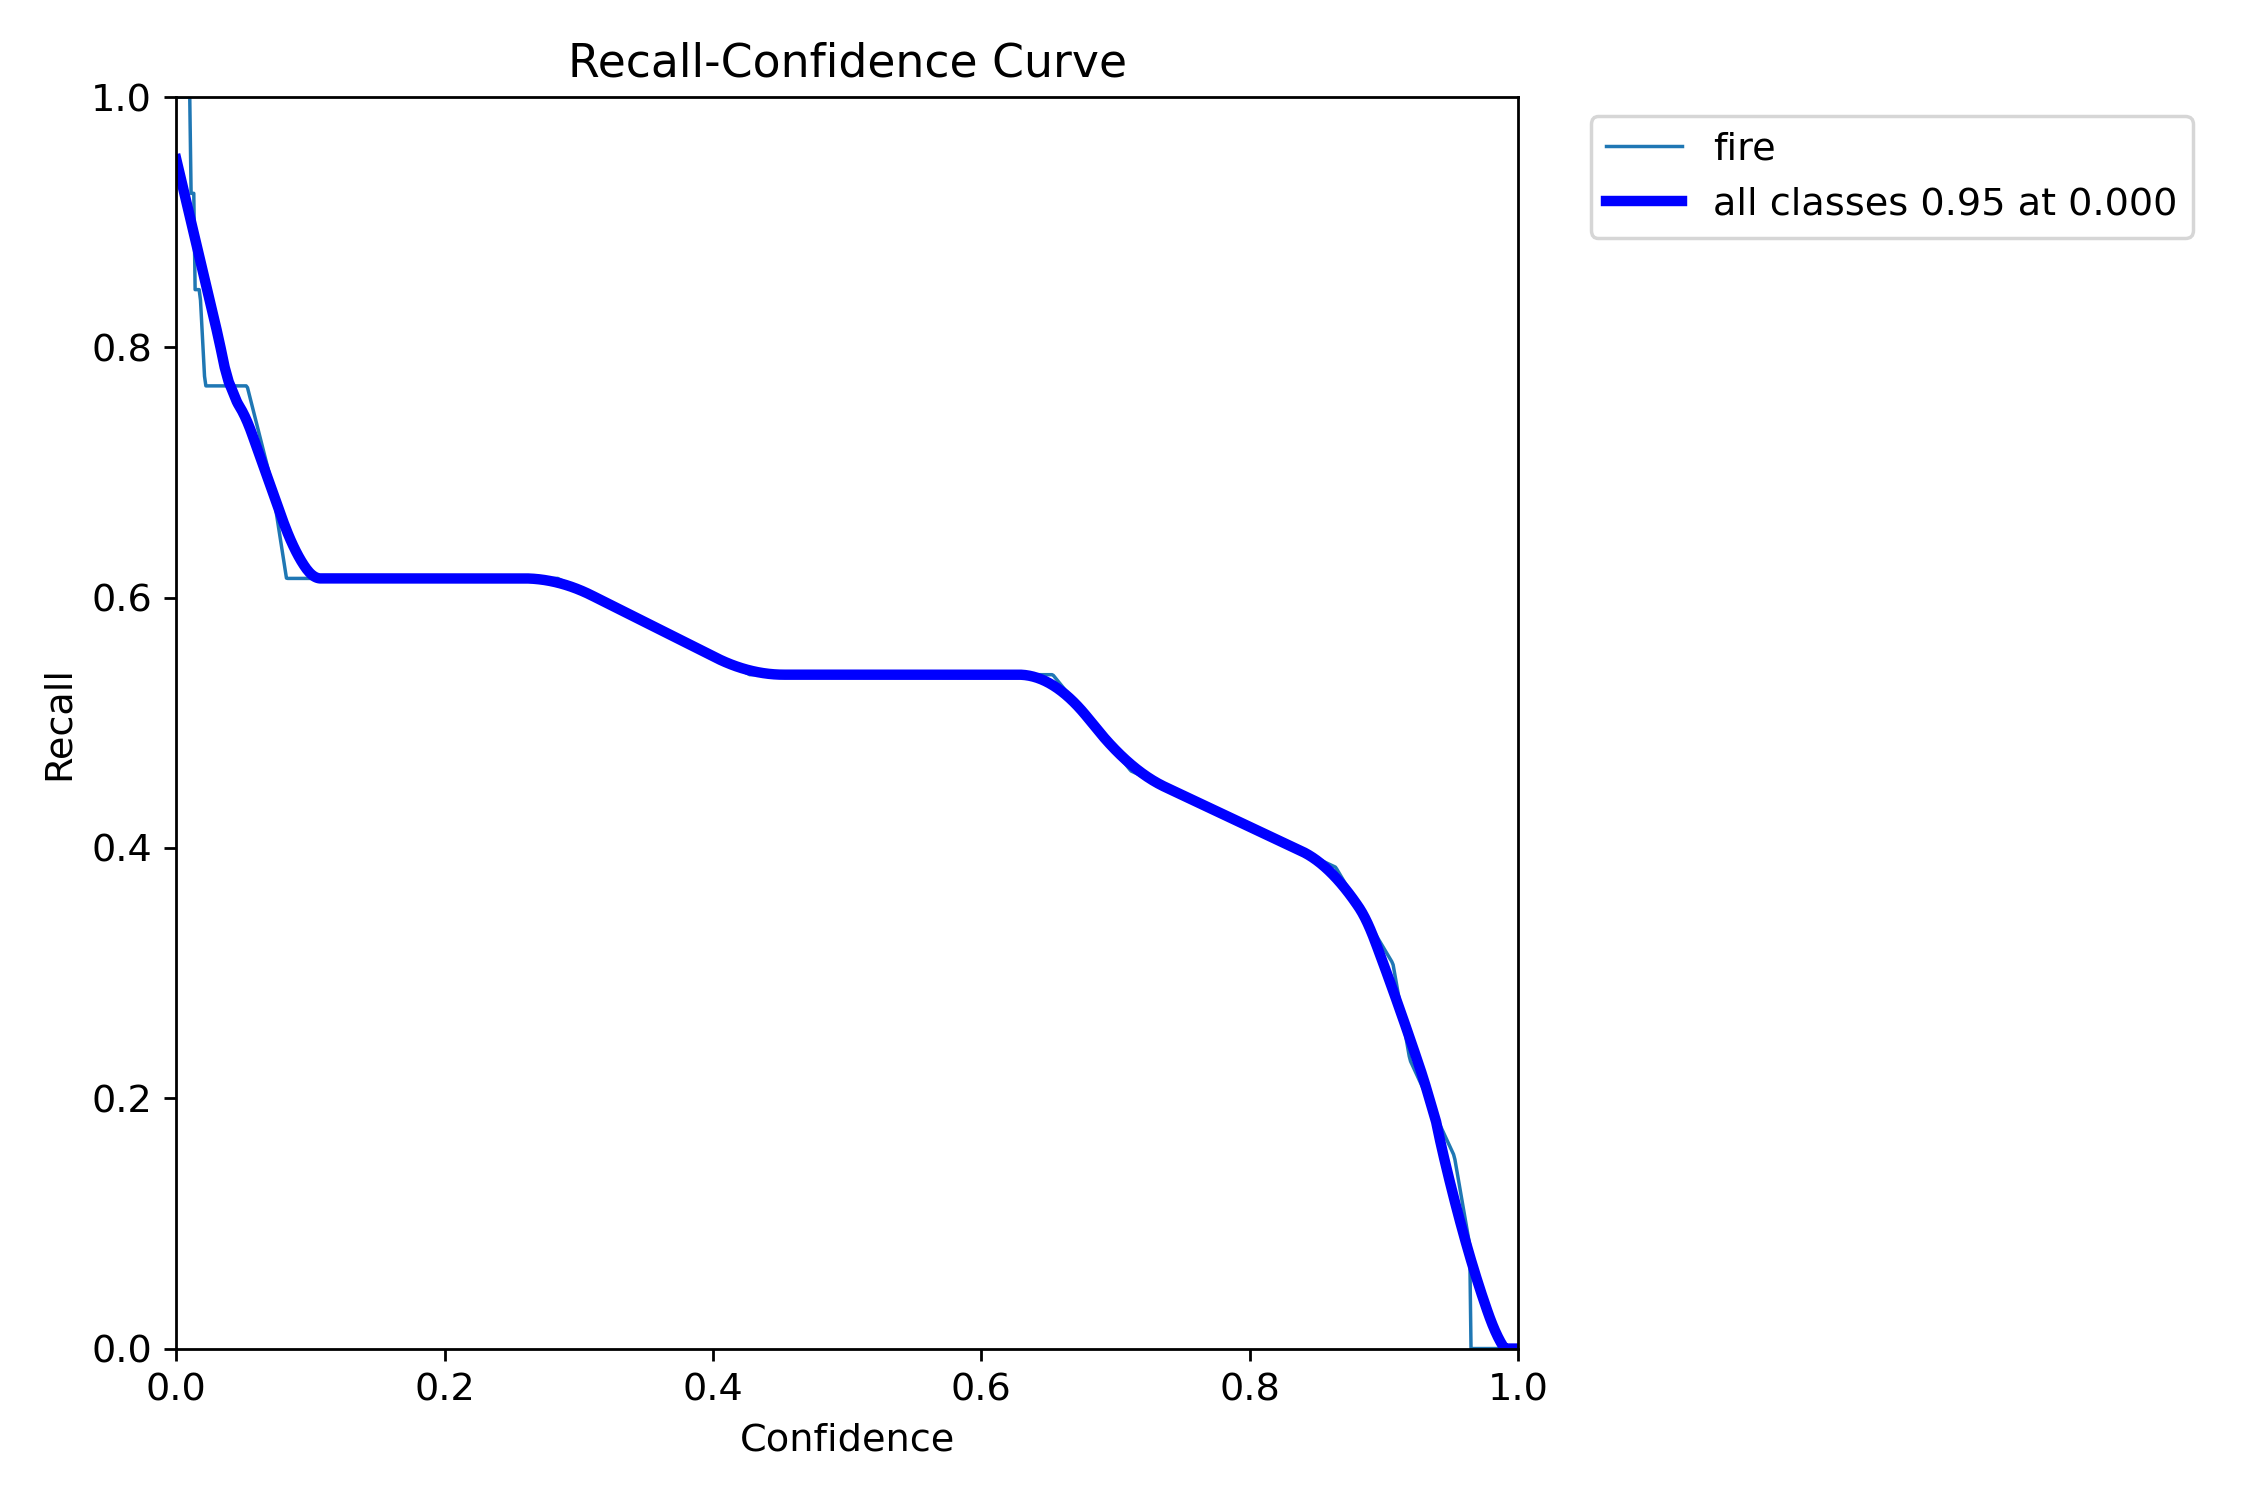 Recall-Confidence Curve
1.0
0.8
0.6
0.4
0.2
0.0
Recall
0.0 0.2 0.4 0.6 0.8 1.0
Confidence
fire
all classes 0.95 at 0.000